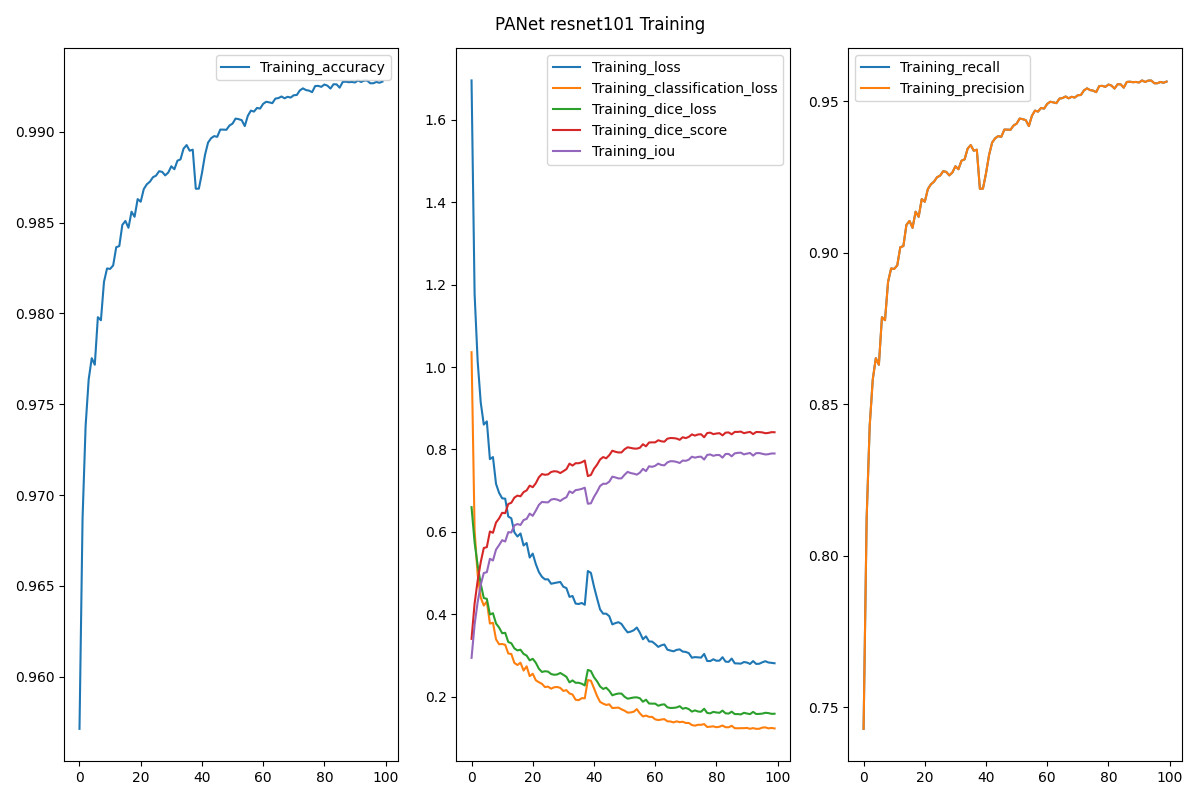 PANet resnet101 Training
Training_accuracy
0.990
0.985
0.980
0.975
0.970
0.965
0.960
0 20 40 60 80 100
Training_loss
Training_classification_loss
Training_dice_loss
Training_dice_score
Training_iou
1.6
1.4
1.2
1.0
0.8
0.6
0.4
0.2
0 20 40 60 80 100
Training_recall
Training_precision
0.95
0.90
0.85
0.80
0.75
0 20 40 60 80 100